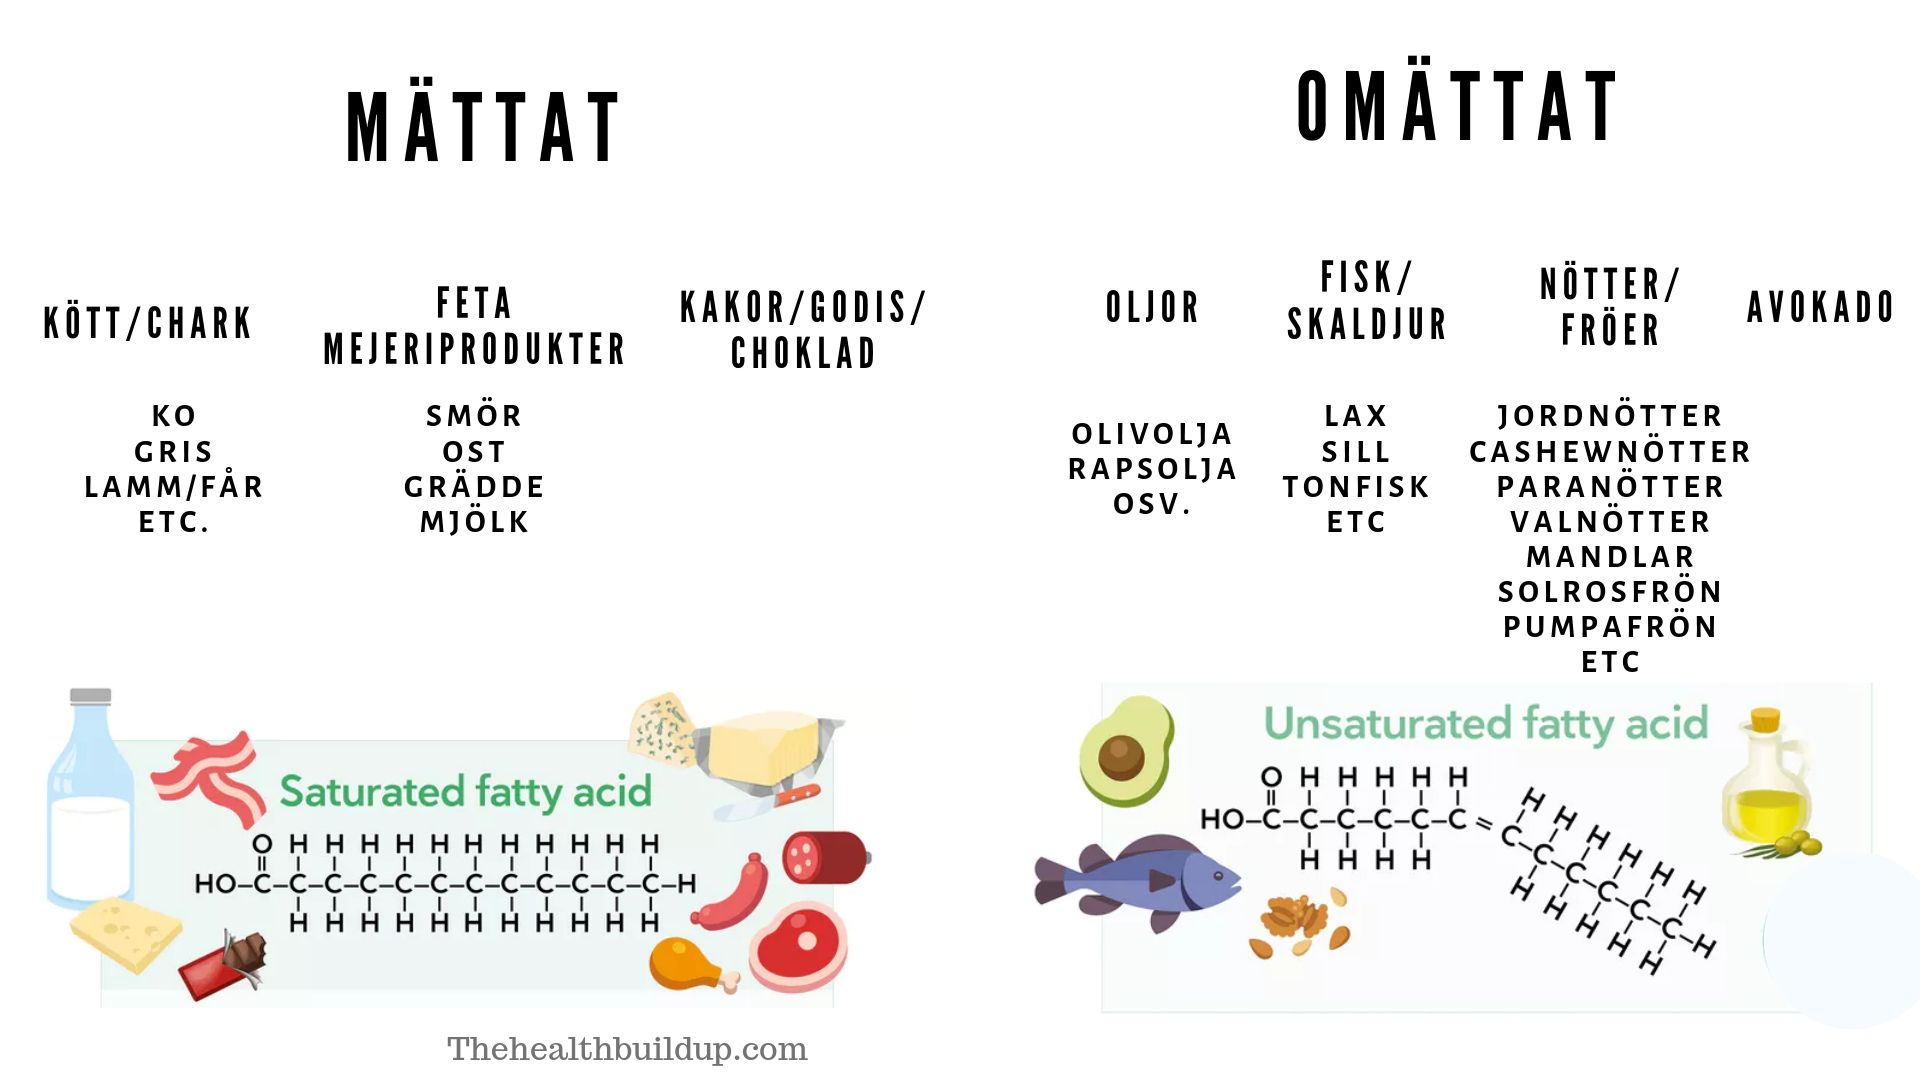 MÄTTAT
KÖTT/CHARK
KO
GRIS
LAMM/FÅR
ETC.
FETA
MEJERIPRODUKTER
SMÖR
OST
GRÄDDE
MJÖLK
KAKOR/GODIS/
CHOKLAD
Saturated fatty acid
O H H H H H H H H H H H
HO–C–C–C–C–C–C–C–C–C–C–C–C–H
H H H H H H H H H H H
Thehealthbuildup.com
OMÄTTAT
OLJOR
OLIVOLJA
RAPSOLJA
OSV.
FISK/
SKALDJUR
LAX
SILL
TONFISK
ETC
NÖTTER/
FRÖER
JORDNÖTTER
CASHEWNÖTTER
PARANÖTTER
VALNÖTTER
MANDLAR
SOLROSFRÖN
PUMPAFRÖN
ETC
AVOKADO
Unsaturated fatty acid
O H H H H H
HO–C–C–C–C–C–C=C–C–C–C–C–C–H
H H H H
H H H H H H
H H H H H